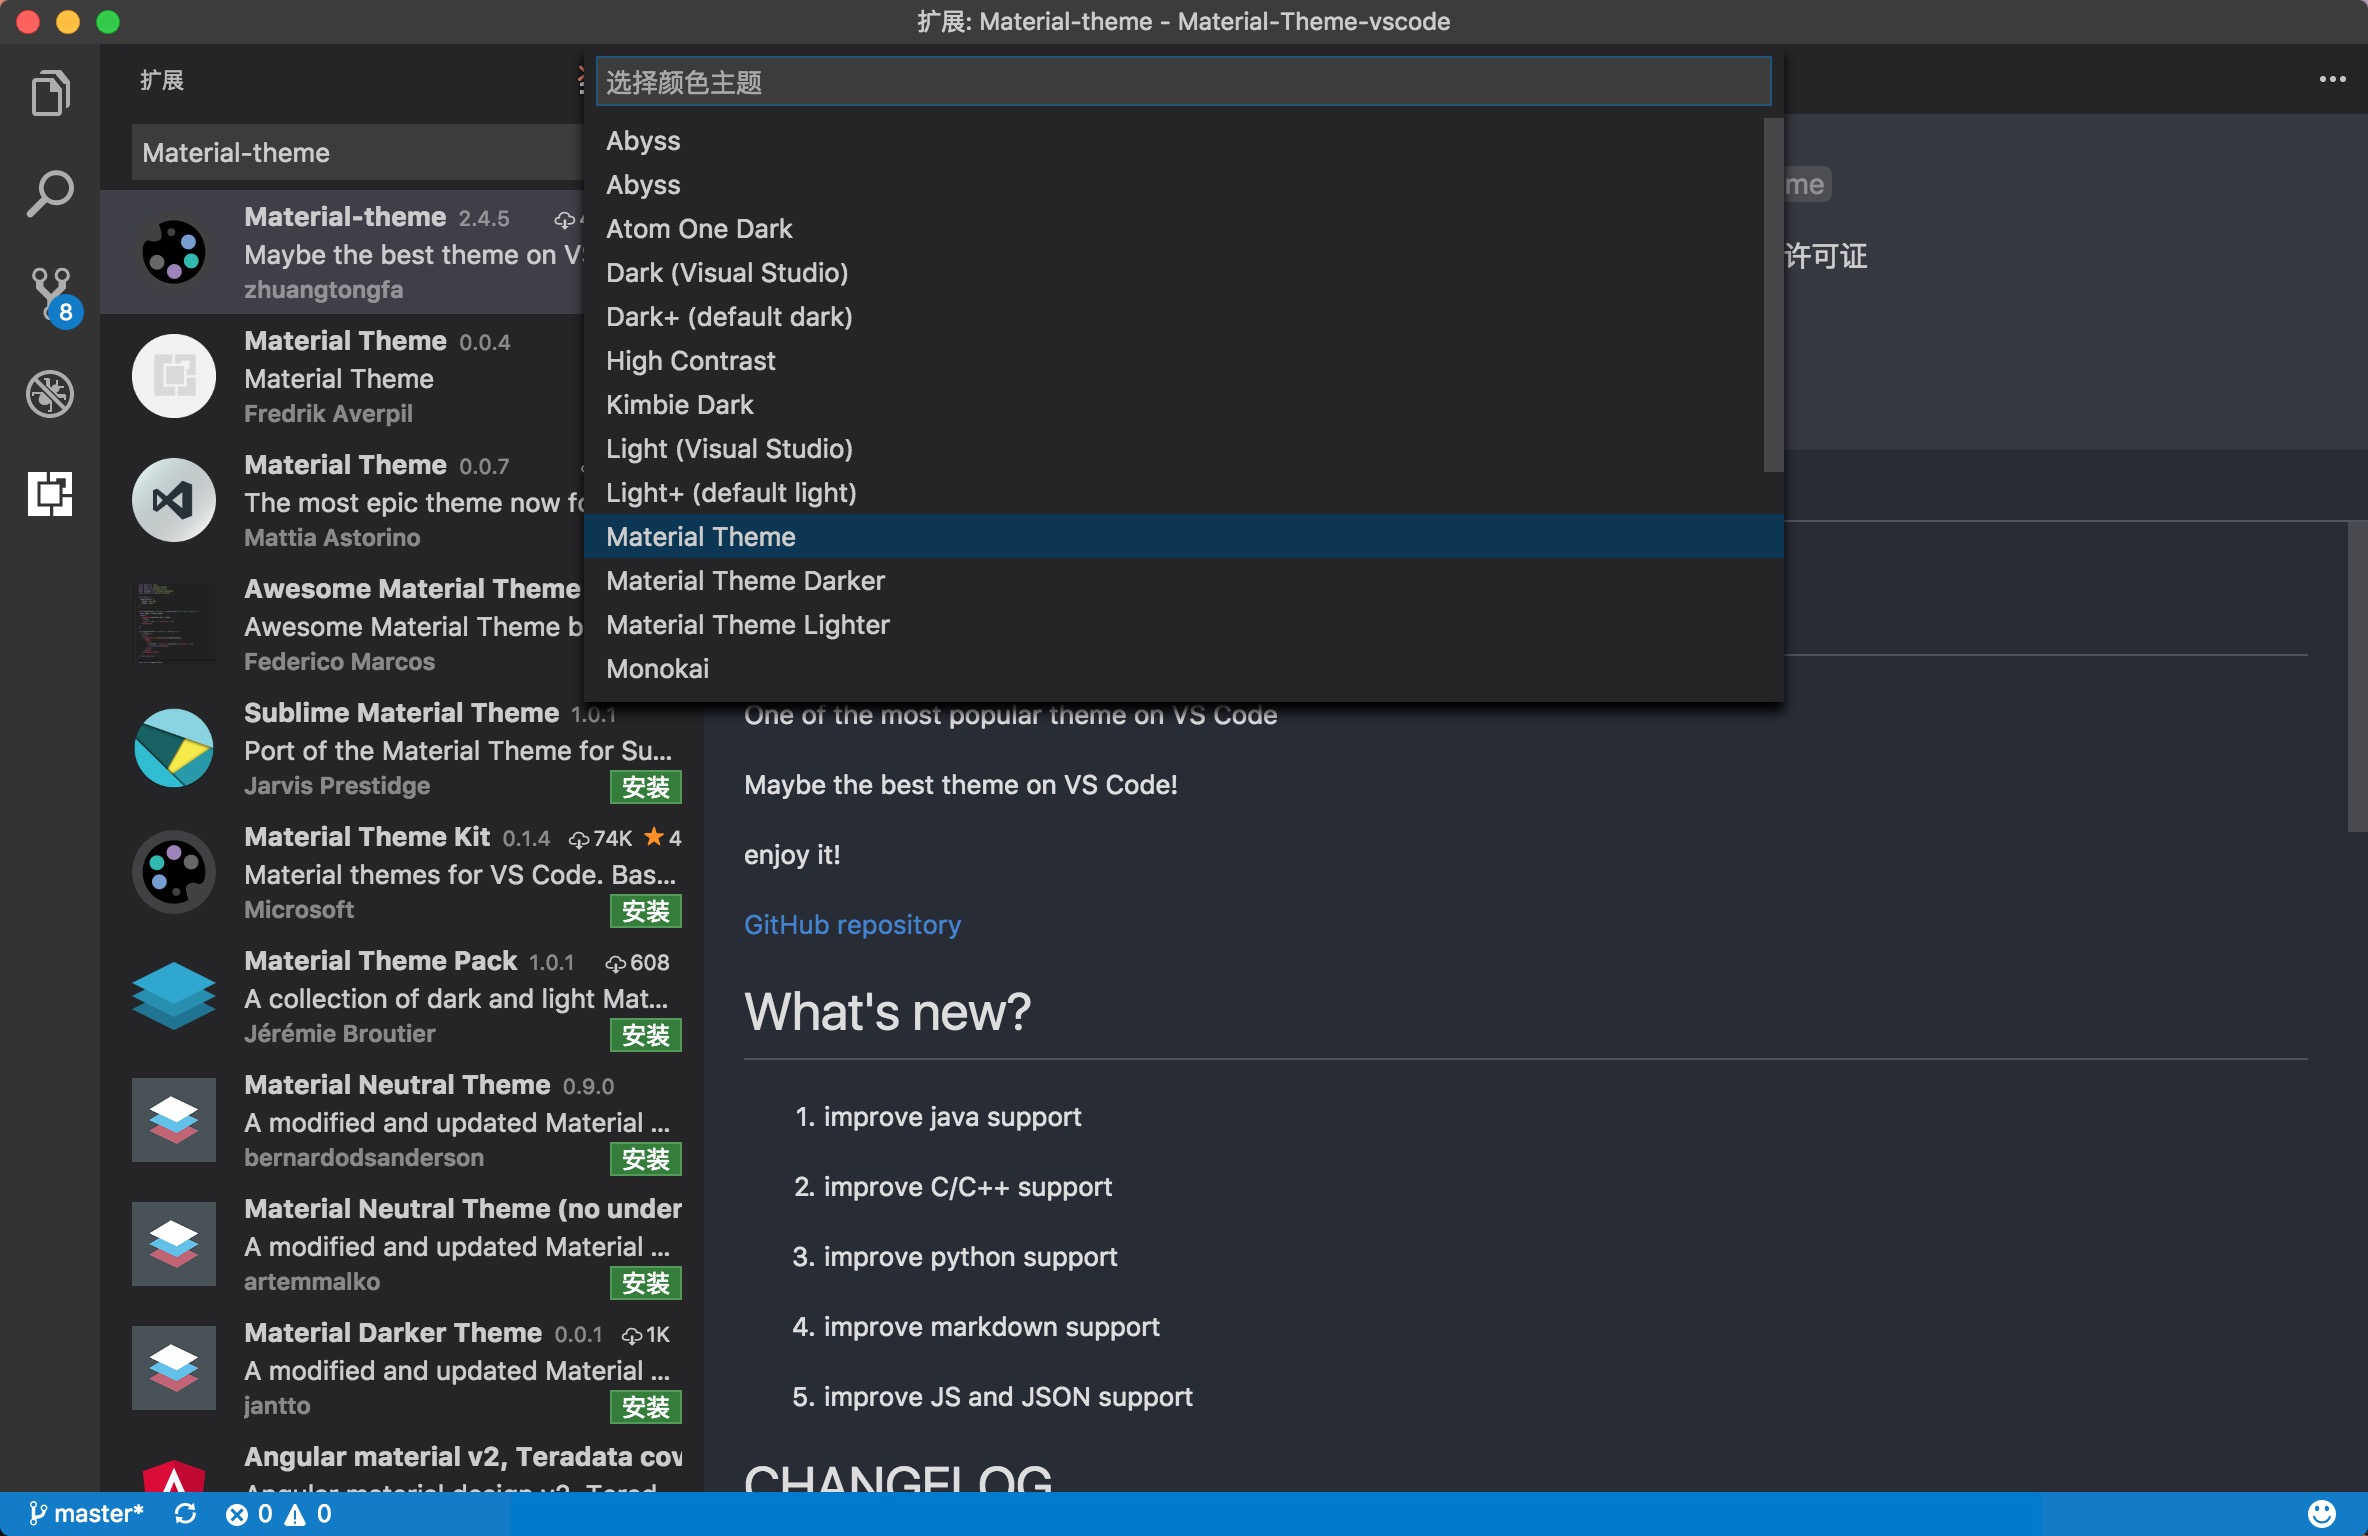 扩展: Material-theme - Material-Theme-vscode
扩展
Material-theme
Material-theme 2.4.5
Maybe the best theme on
zhuangtongfa
Material Theme 0.0.4
Material Theme
Fredrik Averpil
Material Theme 0.0.7
The most epic theme now
Mattia Astorino
Awesome Material Theme
Awesome Material Theme
Federico Marcos
Sublime Material Theme 1.0.1
Port of the Material Theme for Su...
Jarvis Prestidge
安装
Material Theme Kit 0.1.4 74K 4
Material themes for VS Code. Bas...
Microsoft
安装
Material Theme Pack 1.0.1 608
A collection of dark and light Mat...
Jérémie Broutier
安装
Material Neutral Theme 0.9.0
A modified and updated Material ...
bernardodsanderson
安装
Material Neutral Theme (no under
A modified and updated Material ...
artemmalko
安装
Material Darker Theme 0.0.1 1K
A modified and updated Material ...
jantto
安装
Angular material v2, Teradata
选择颜色主题
Abyss
Abyss
Atom One Dark
Dark (Visual Studio)
Dark+ (default dark)
High Contrast
Kimbie Dark
Light (Visual Studio)
Light+ (default light)
Material Theme
Material Theme Darker
Material Theme Lighter
Monokai
me
许可证
One of the most popular theme on VS Code
Maybe the best theme on VS Code!
enjoy it!
GitHub repository
What's new?
1. improve java support
2. improve C/C++ support
3. improve python support
4. improve markdown support
5. improve JS and JSON support
CHANGELOG
8
master* 0 0